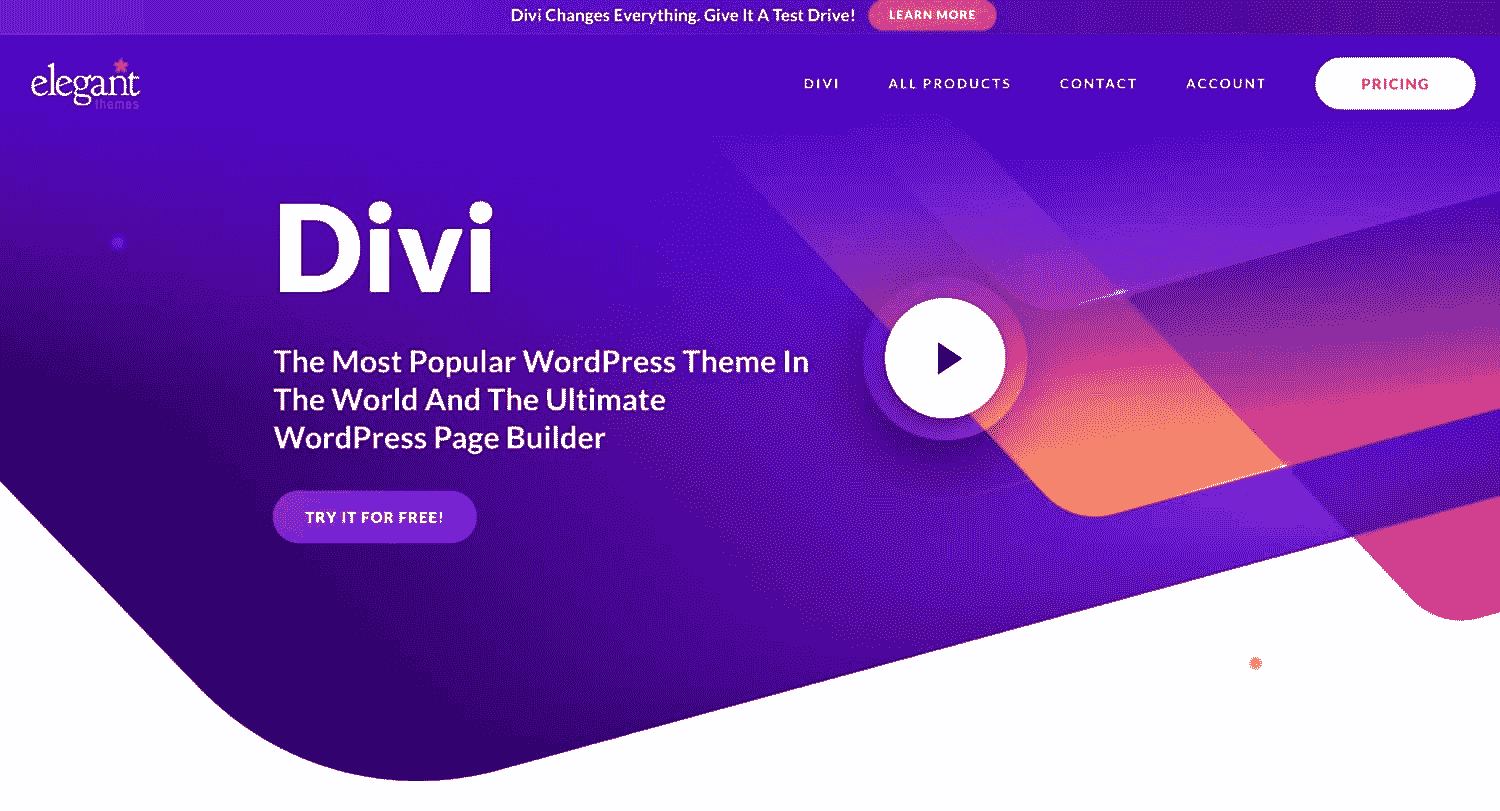 Divi Changes Everything. Give It A Test Drive!
LEARN MORE
elegant
themes
DIVI
ALL PRODUCTS
CONTACT
ACCOUNT
PRICING
Divi
The Most Popular WordPress Theme In
The World And The Ultimate
WordPress Page Builder
TRY IT FOR FREE!